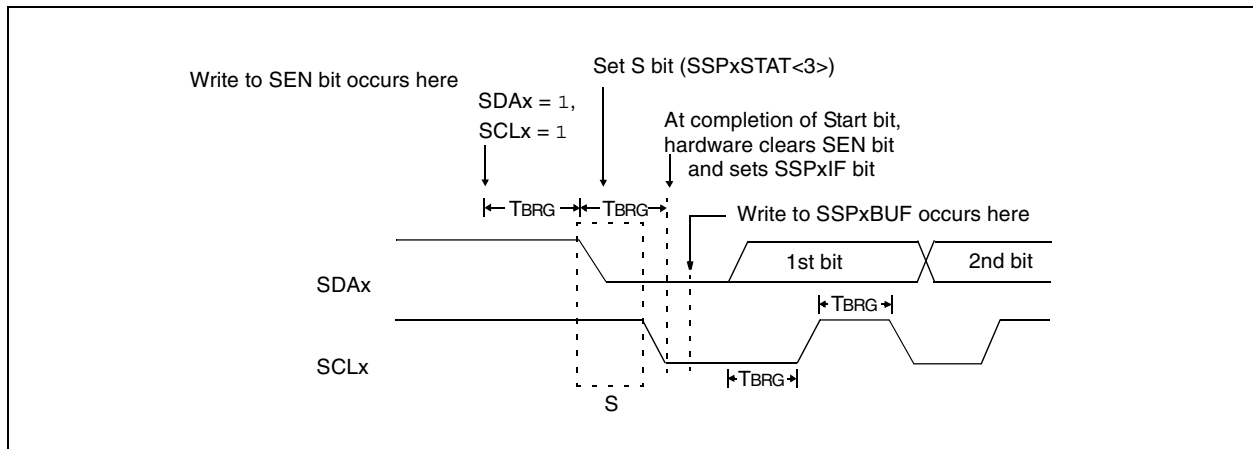 Write to SEN bit occurs here
Set S bit (SSPxSTAT<3>)
SDAx = 1,
SCLx = 1
At completion of Start bit,
hardware clears SEN bit
and sets SSPxIF bit
TBRG
TBRG
Write to SSPxBUF occurs here
SDAx
1st bit
2nd bit
TBRG
SCLx
TBRG
S